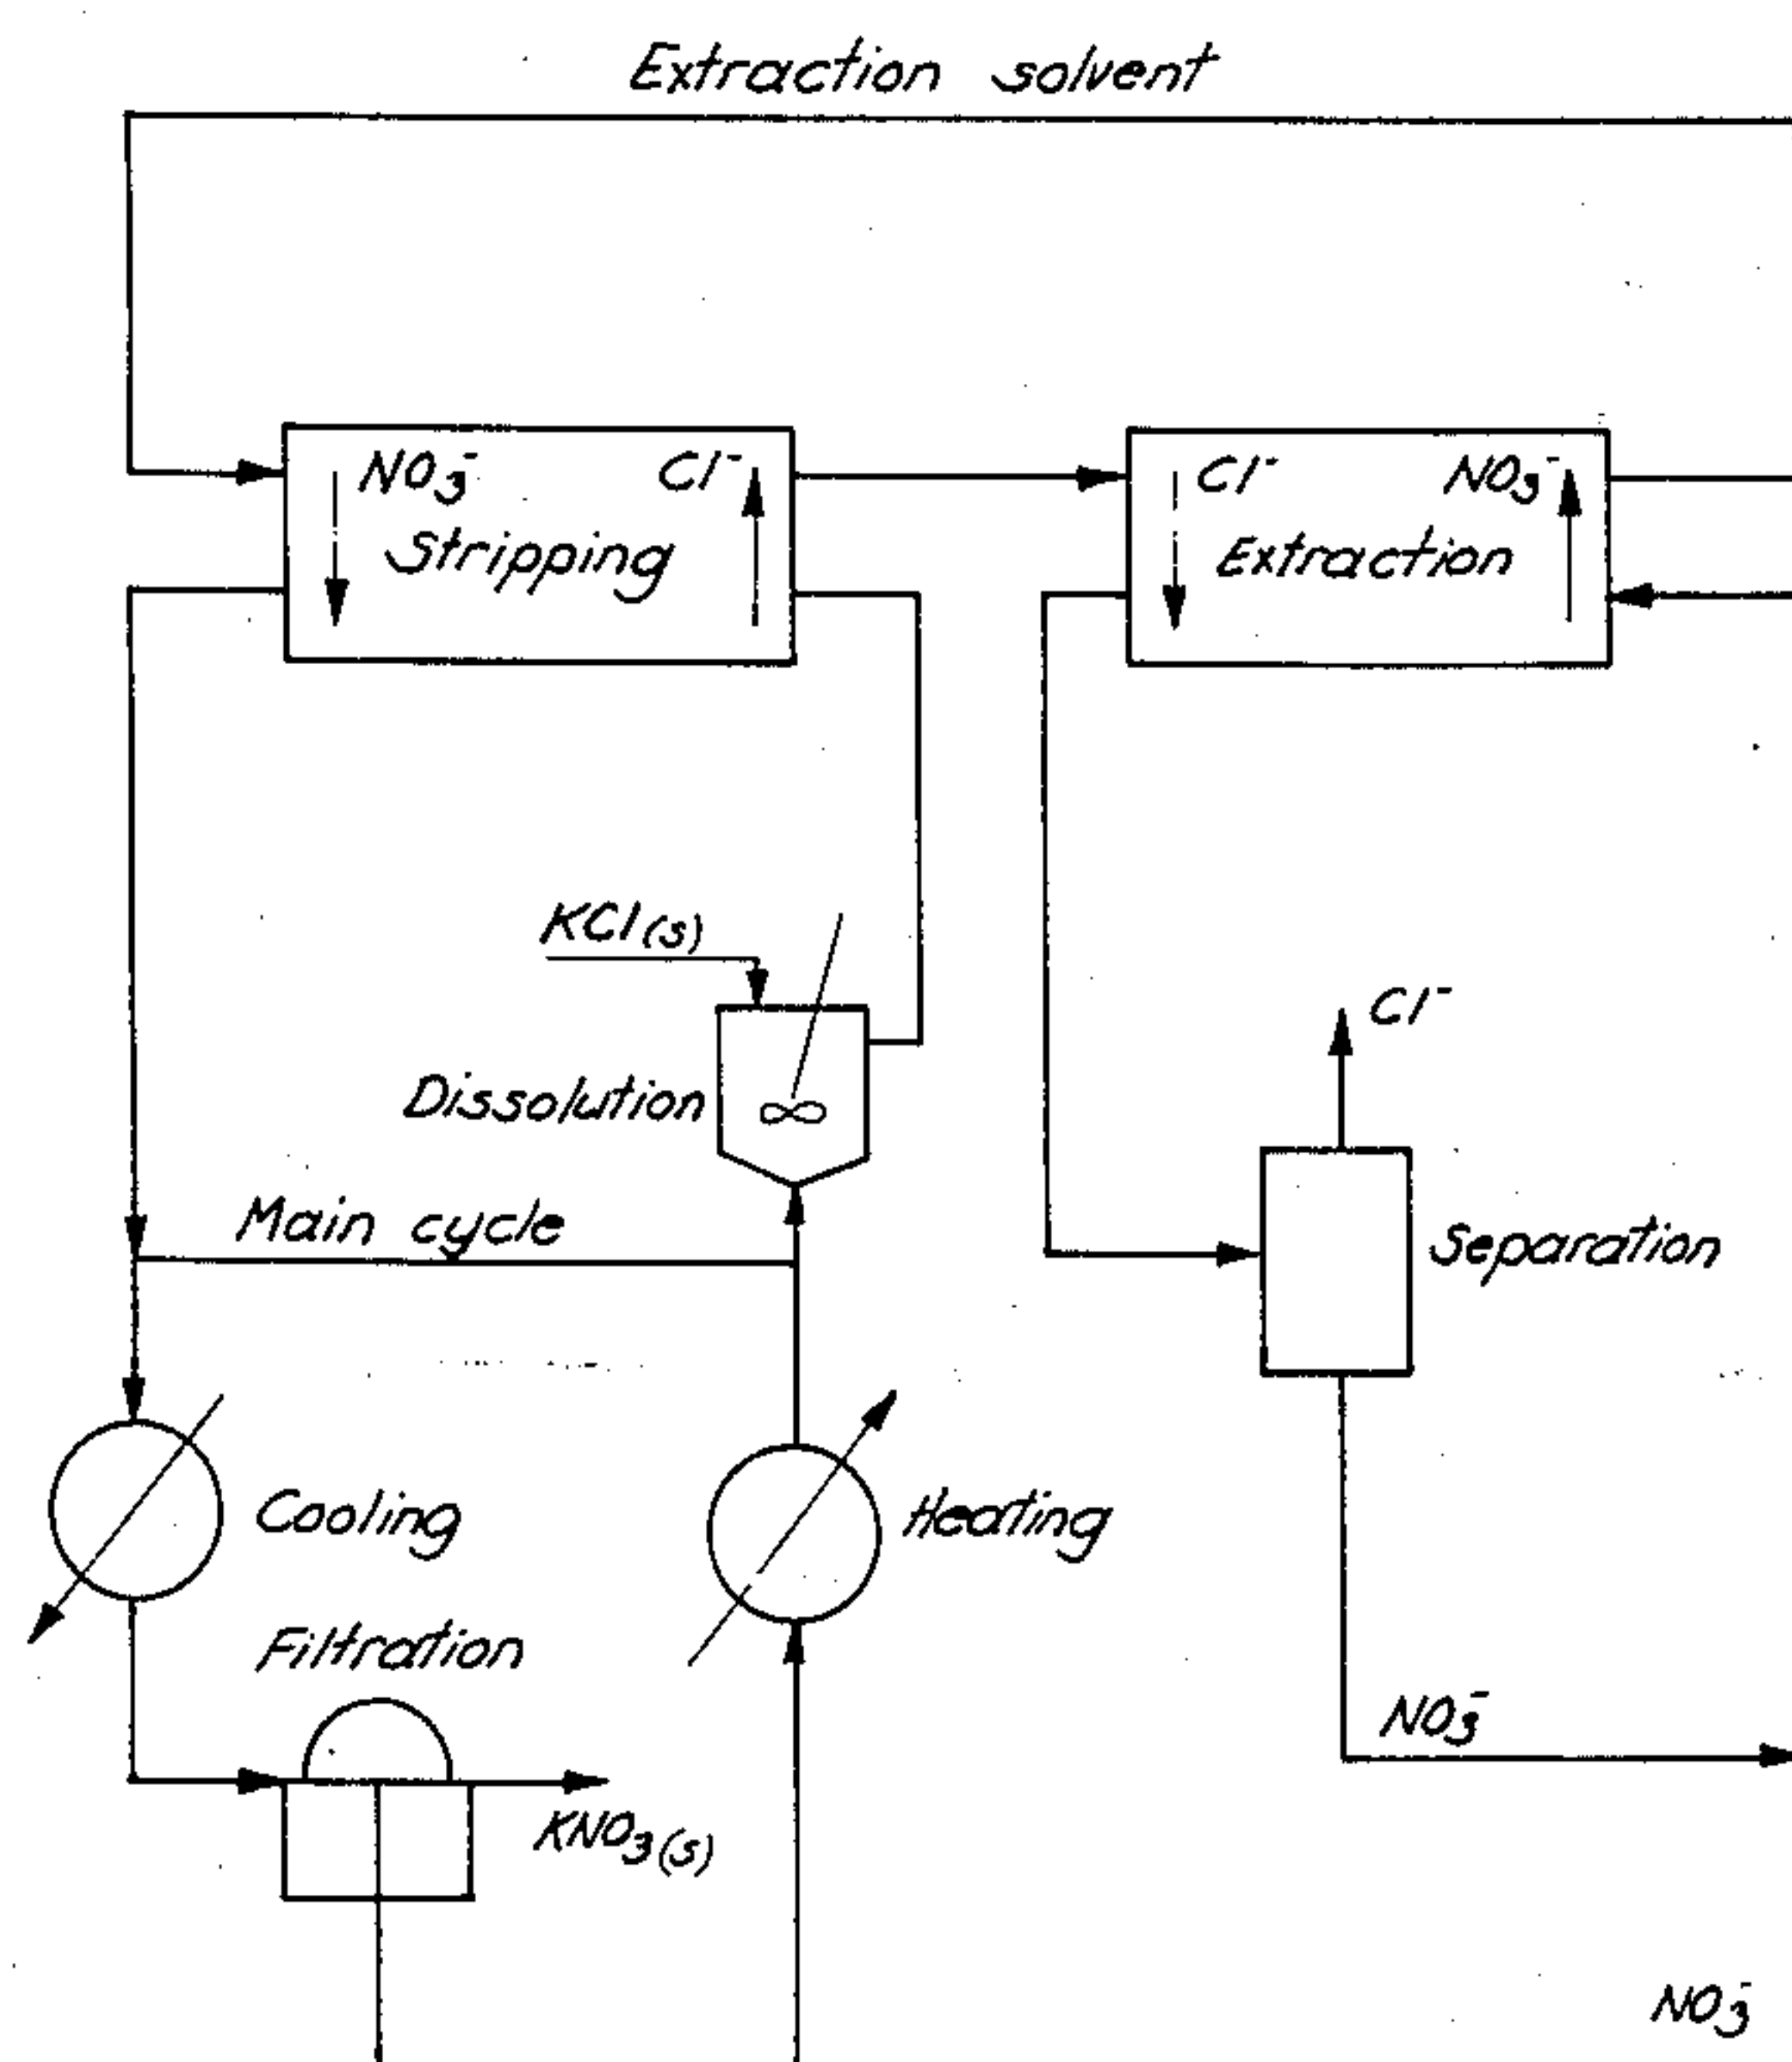 Extraction solvent
NO₃⁻ Cl⁻
Stripping
Cl⁻ NO₃⁻
Extraction
KCl(s)
Cl⁻
Dissolution
Main cycle
Separation
Cooling
Heating
Filtration
NO₃⁻
KNO₃(s)
NO₃⁻